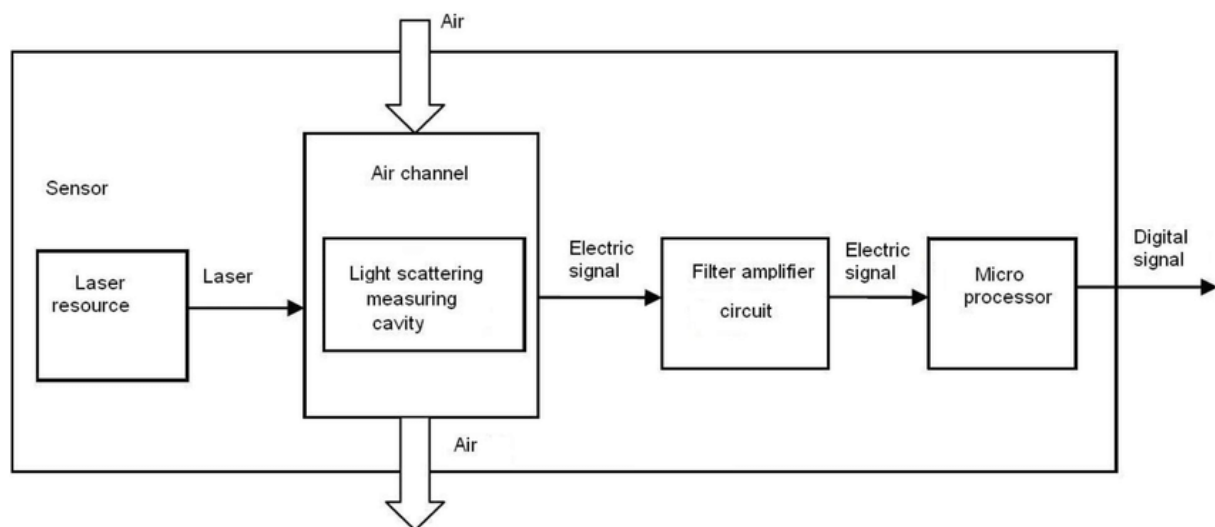 Air
Sensor
Air channel
Laser
resource
Laser
Light scattering
measuring
cavity
Electric
signal
Filter amplifier
circuit
Electric
signal
Micro
processor
Digital
signal
Air